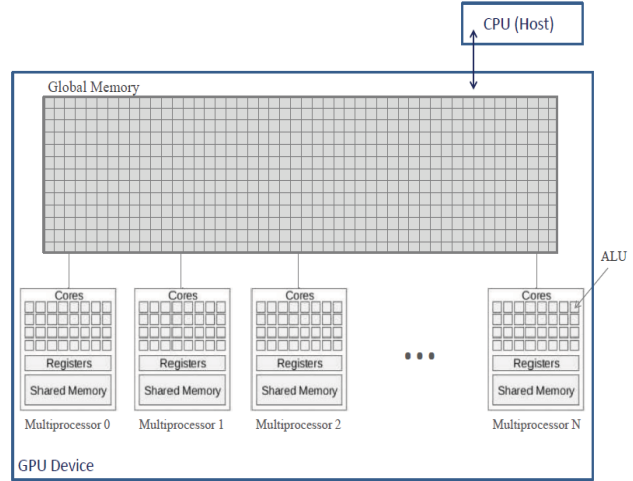 CPU (Host)
Global Memory
ALU
Cores
Cores
Cores
Cores
Registers
Registers
Registers
Registers
Shared Memory
Shared Memory
Shared Memory
Shared Memory
Multiprocessor 0
Multiprocessor 1
Multiprocessor 2
Multiprocessor N
GPU Device